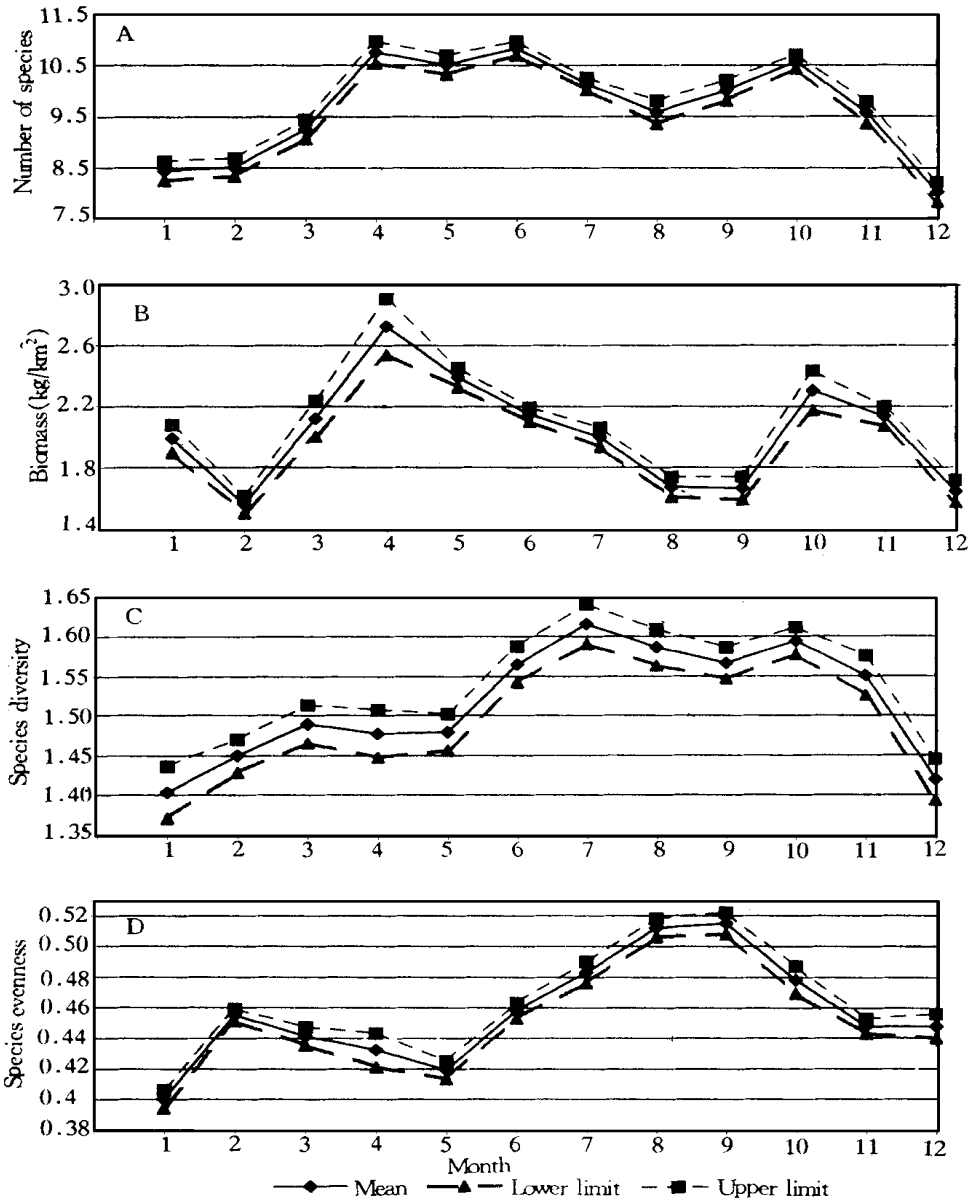 A
Number of species
11.5
10.5
9.5
8.5
7.5
1 2 3 4 5 6 7 8 9 10 11 12
B
Biomass(kg/km²)
3.0
2.6
2.2
1.8
1.4
1 2 3 4 5 6 7 8 9 10 11 12
C
Species diversity
1.65
1.60
1.55
1.50
1.45
1.40
1.35
1 2 3 4 5 6 7 8 9 10 11 12
D
Species evenness
0.52
0.50
0.48
0.46
0.44
0.42
0.4
0.38
1 2 3 4 5 6 7 8 9 10 11 12
Month
Mean Lower limit Upper limit